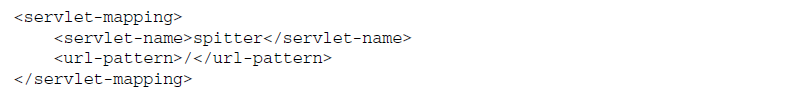 <servlet-mapping>
    <servlet-name>spitter</servlet-name>
    <url-pattern>/</url-pattern>
</servlet-mapping>